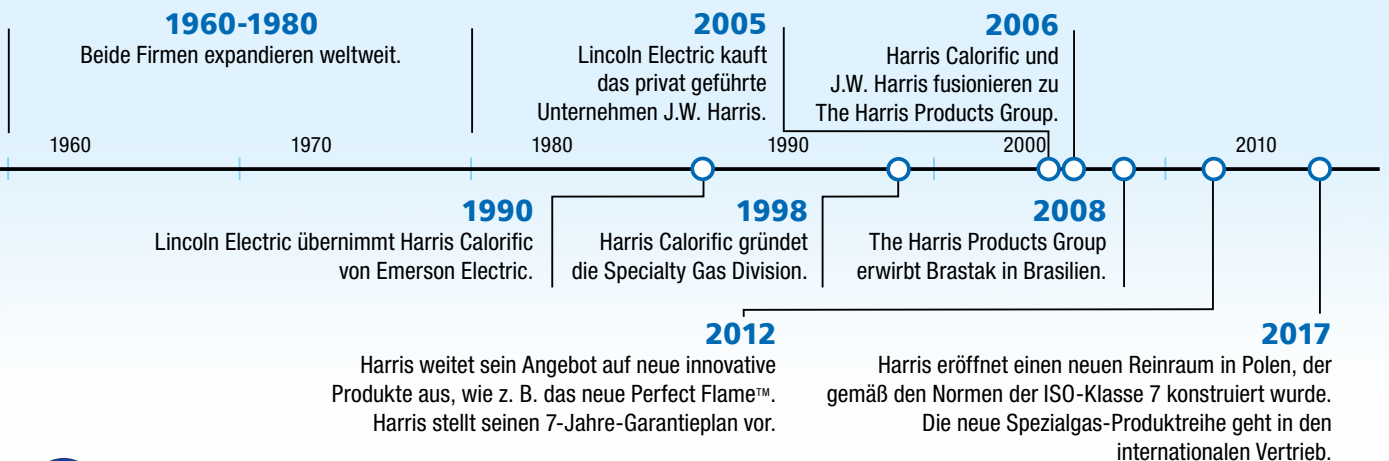 1960-1980
Beide Firmen expandieren weltweit.
2005
Lincoln Electric kauft
das privat geführte
Unternehmen J.W. Harris.
2006
Harris Calorific und
J.W. Harris fusionieren zu
The Harris Products Group.
1960
1970
1980
1990
2000
2010
1990
Lincoln Electric übernimmt Harris Calorific
von Emerson Electric.
1998
Harris Calorific gründet
die Specialty Gas Division.
2008
The Harris Products Group
erwirbt Brastak in Brasilien.
2012
Harris weitet sein Angebot auf neue innovative
Produkte aus, wie z. B. das neue Perfect Flame™.
Harris stellt seinen 7-Jahre-Garantieplan vor.
2017
Harris eröffnet einen neuen Reinraum in Polen, der
gemäß den Normen der ISO-Klasse 7 konstruiert wurde.
Die neue Spezialgas-Produktreihe geht in den
internationalen Vertrieb.